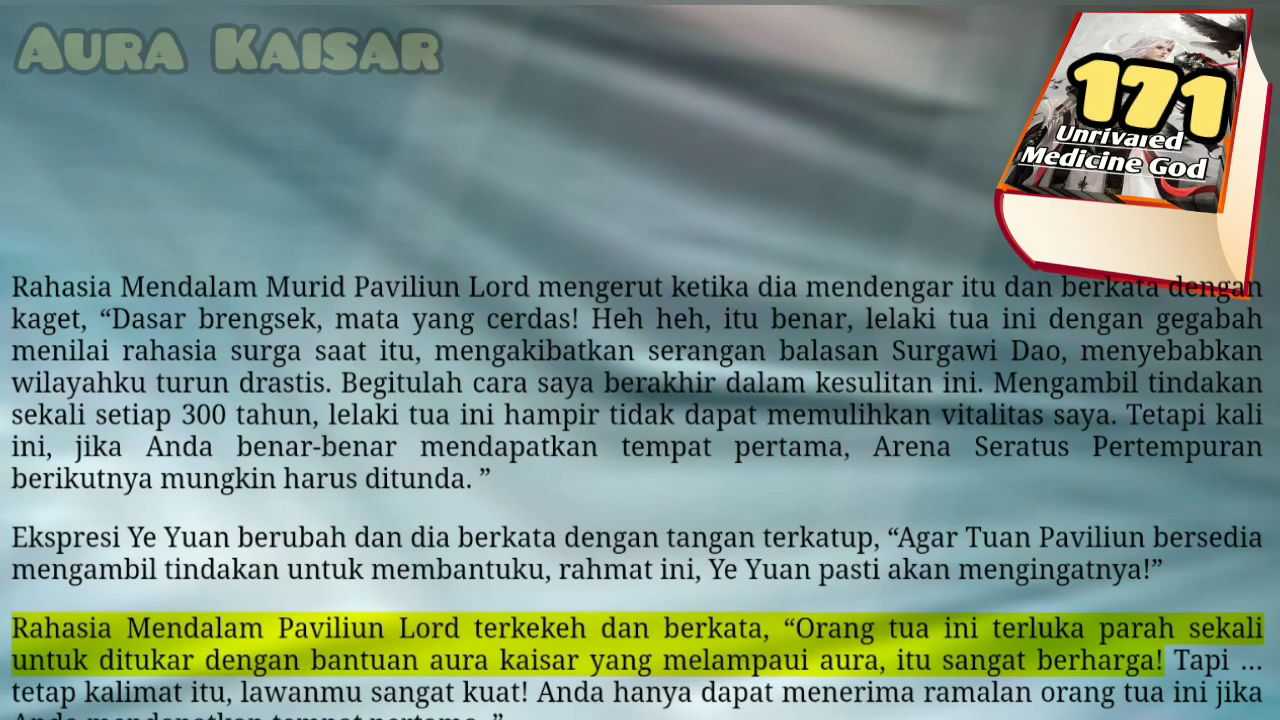 Aura Kaisar
171
Unrivaled
Medicine God
Rahasia Mendalam Murid Paviliun Lord mengerut ketika dia mendengar itu dan berkata dengan
kaget, “Dasar brengsek, mata yang cerdas! Heh heh, itu benar, lelaki tua ini dengan gegabah
menilai rahasia surga saat itu, mengakibatkan serangan balasan Surgawi Dao, menyebabkan
wilayahku turun drastis. Begitulah cara saya berakhir dalam kesulitan ini. Mengambil tindakan
sekali setiap 300 tahun, lelaki tua ini hampir tidak dapat memulihkan vitalitas saya. Tetapi kali
ini, jika Anda benar-benar mendapatkan tempat pertama, Arena Seratus Pertempuran
berikutnya mungkin harus ditunda. ”
Ekspresi Ye Yuan berubah dan dia berkata dengan tangan terkatup, “Agar Tuan Paviliun bersedia
mengambil tindakan untuk membantuku, rahmat ini, Ye Yuan pasti akan mengingatnya!”
Rahasia Mendalam Paviliun Lord terkekeh dan berkata, “Orang tua ini terluka parah sekali
untuk ditukar dengan bantuan aura kaisar yang melampaui aura, itu sangat berharga! Tapi ...
tetap kalimat itu, lawanmu sangat kuat! Anda hanya dapat menerima ramalan orang tua ini jika
Anda mendapatkan tempat pertama. ”